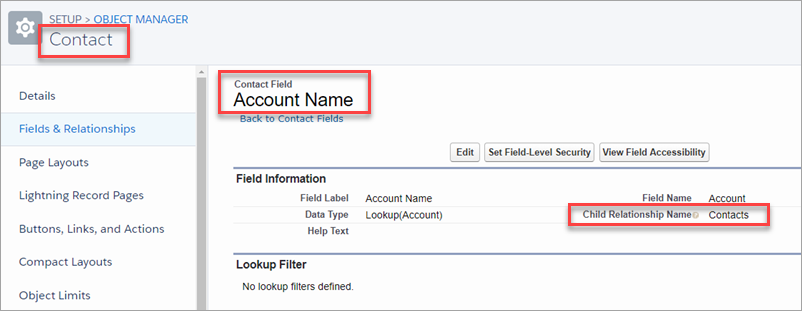 SETUP > OBJECT MANAGER
Contact
Details
Fields & Relationships
Page Layouts
Lightning Record Pages
Buttons, Links, and Actions
Compact Layouts
Object Limits
Contact Field
Account Name
Back to Contact Fields
Edit Set Field-Level Security View Field Accessibility
Field Information
Field Label Account Name Field Name Account
Data Type Lookup(Account) Child Relationship Name Contacts
Help Text
Lookup Filter
No lookup filters defined.